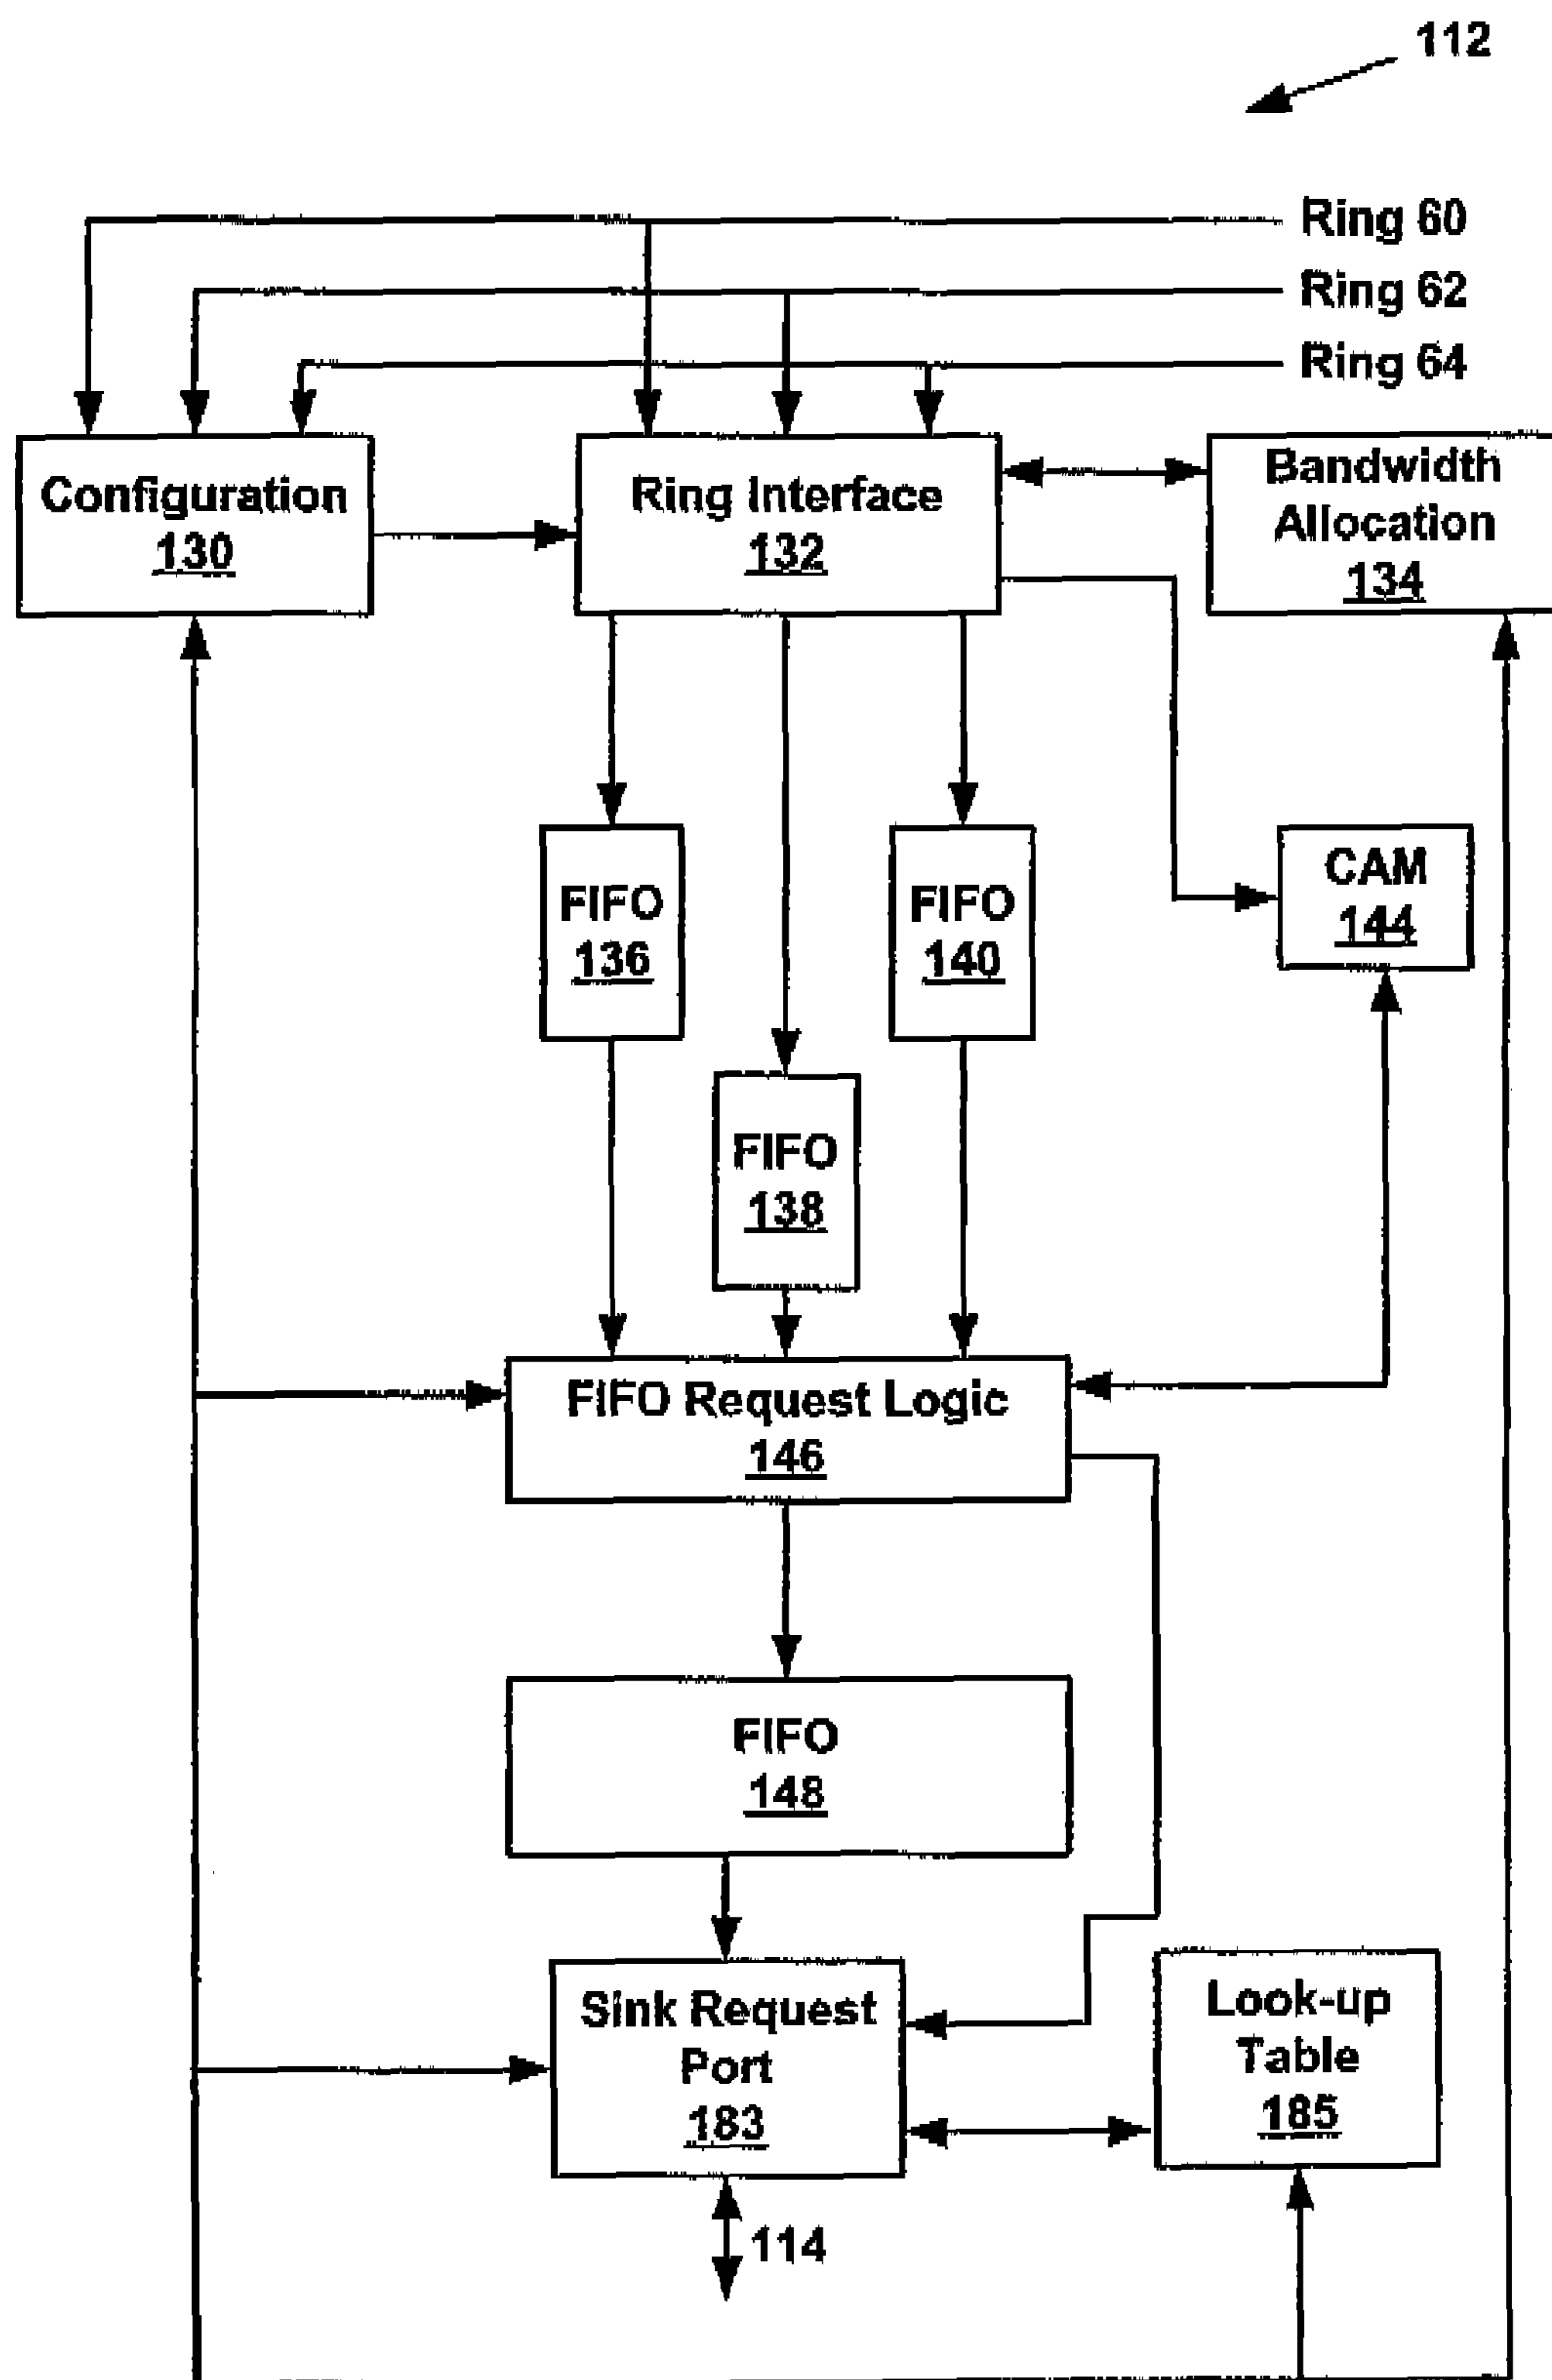 112
Ring 60
Ring 62
Ring 64
Configuration
130
Ring Interface
132
Bandwidth
Allocation
134
FIFO
136
FIFO
140
CAM
144
FIFO
138
FIFO Request Logic
146
FIFO
148
Sink Request
Port
183
Look-up
Table
185
114